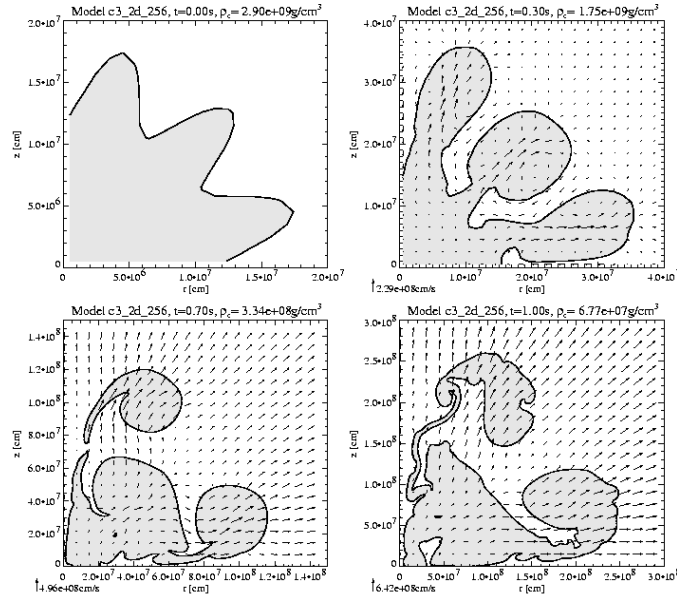 Model c3_2d_256, t=0.00s, ρc= 2.90e+09g/cm³
2.0•10⁷
1.5•10⁷
1.0•10⁷
5.0•10⁶
0
z [cm]
0 5.0•10⁶ 1.0•10⁷ 1.5•10⁷ 2.0•10⁷
r [cm]
Model c3_2d_256, t=0.30s, ρc= 1.75e+09g/cm³
4.0•10⁷
3.0•10⁷
2.0•10⁷
1.0•10⁷
0
z [cm]
0 1.0•10⁷ 2.0•10⁷ 3.0•10⁷ 4.0•10⁷
2.29e+08cm/s
r [cm]
Model c3_2d_256, t=0.70s, ρc= 3.34e+08g/cm³
1.4•10⁸
1.2•10⁸
1.0•10⁸
8.0•10⁷
6.0•10⁷
4.0•10⁷
2.0•10⁷
0
z [cm]
0 2.0•10⁷ 4.0•10⁷ 6.0•10⁷ 8.0•10⁷ 1.0•10⁸ 1.2•10⁸ 1.4•10⁸
4.96e+08cm/s
r [cm]
Model c3_2d_256, t=1.00s, ρc= 6.77e+07g/cm³
3.0•10⁸
2.5•10⁸
2.0•10⁸
1.5•10⁸
1.0•10⁸
5.0•10⁷
0
z [cm]
0 5.0•10⁷ 1.0•10⁸ 1.5•10⁸ 2.0•10⁸ 2.5•10⁸ 3.0•10⁸
6.42e+08cm/s
r [cm]